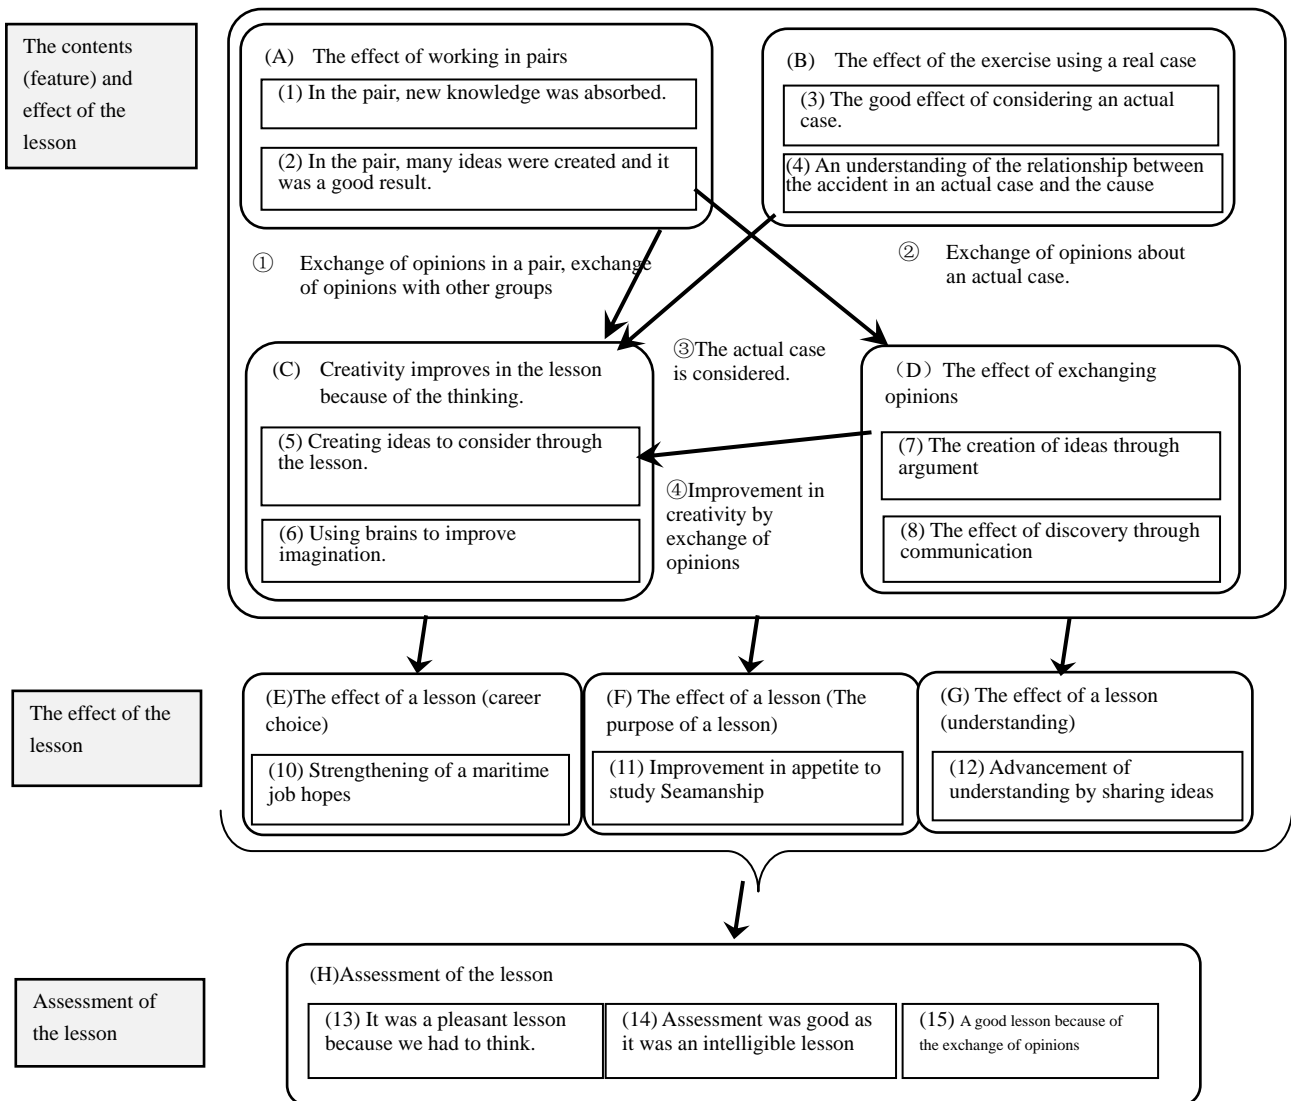 The contents
(feature) and
effect of the
lesson
(A) The effect of working in pairs
(1) In the pair, new knowledge was absorbed.
(2) In the pair, many ideas were created and it
was a good result.
(B) The effect of the exercise using a real case
(3) The good effect of considering an actual
case.
(4) An understanding of the relationship between
the accident in an actual case and the cause
① Exchange of opinions in a pair, exchange
of opinions with other groups
② Exchange of opinions about
an actual case.
③The actual case
is considered.
(C) Creativity improves in the lesson
because of the thinking.
(5) Creating ideas to consider through
the lesson.
(6) Using brains to improve
imagination.
④Improvement in
creativity by
exchange of
opinions
（D）The effect of exchanging
opinions
(7) The creation of ideas through
argument
(8) The effect of discovery through
communication
The effect of the
lesson
(E)The effect of a lesson (career
choice)
(10) Strengthening of a maritime
job hopes
(F) The effect of a lesson (The
purpose of a lesson)
(11) Improvement in appetite to
study Seamanship
(G) The effect of a lesson
(understanding)
(12) Advancement of
understanding by sharing ideas
Assessment of
the lesson
(H)Assessment of the lesson
(13) It was a pleasant lesson
because we had to think.
(14) Assessment was good as
it was an intelligible lesson
(15) A good lesson because of
the exchange of opinions